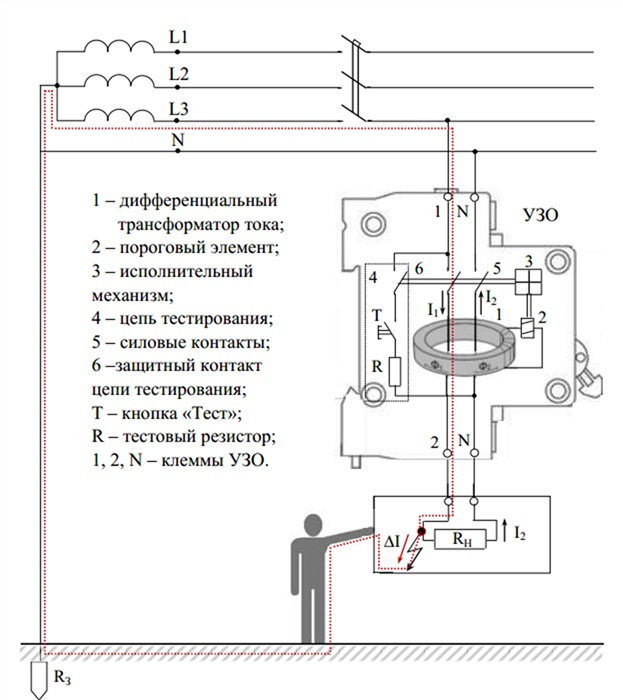 L1
L2
L3
N
1 – дифференциальный
трансформатор тока;
2 – пороговый элемент;
3 – исполнительный
механизм;
4 – цепь тестирования;
5 – силовые контакты;
6 –защитный контакт
цепи тестирования;
T – кнопка «Тест»;
R – тестовый резистор;
1, 2, N – клеммы УЗО.
1 N УЗО
4 6 5 3
I₁ I₂ 1 2
T
R Ф Ф
2 N
ΔI Rн I₂
Rз